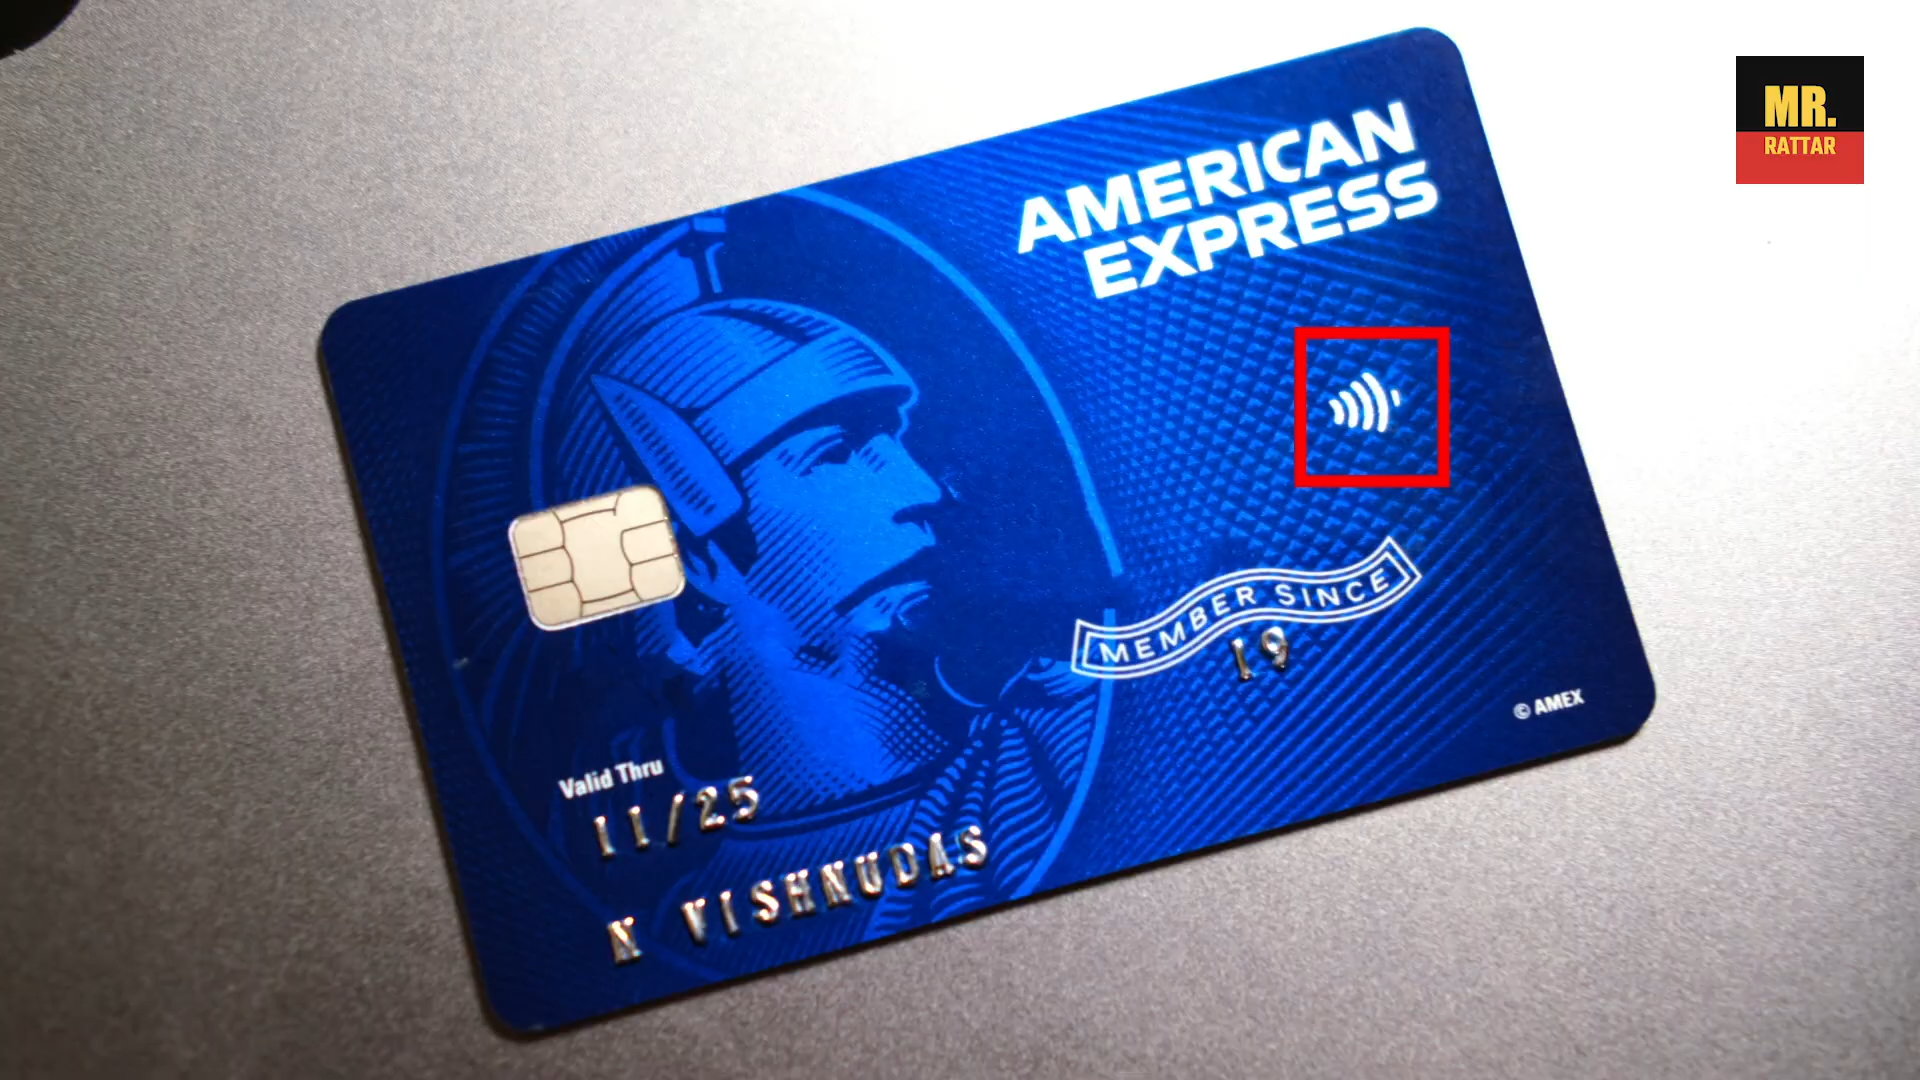 MR.
RATTAR
AMERICAN
EXPRESS
MEMBER SINCE
19
© AMEX
Valid Thru
11/25
N VISHNUDAS